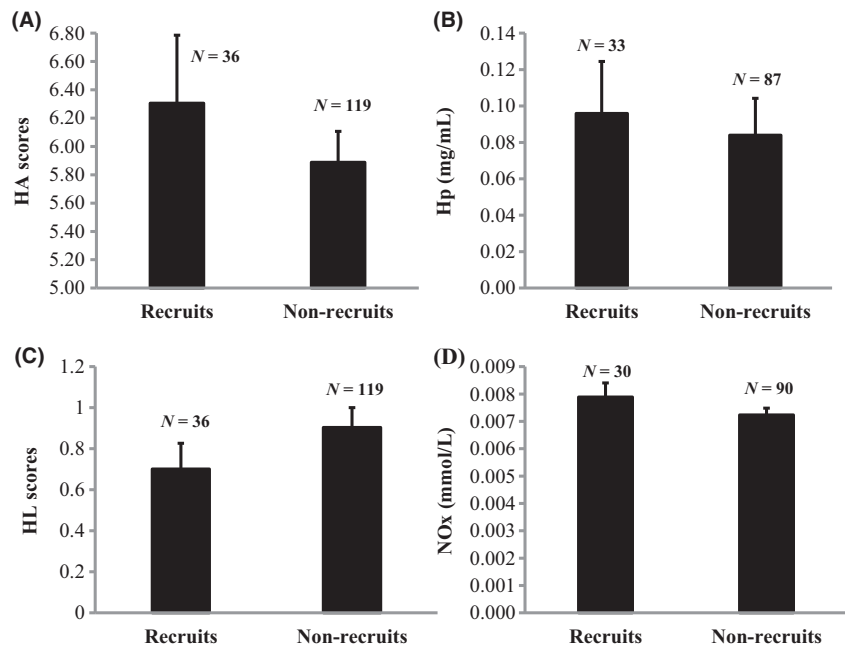 (A)
HA scores
6.80
6.60
6.40
6.20
6.00
5.80
5.60
5.40
5.20
5.00
N = 36
N = 119
Recruits
Non-recruits
(B)
Hp (mg/mL)
0.14
0.12
0.10
0.08
0.06
0.04
0.02
0.00
N = 33
N = 87
Recruits
Non-recruits
(C)
HL scores
1.2
1
0.8
0.6
0.4
0.2
0
N = 36
N = 119
Recruits
Non-recruits
(D)
NOx (mmol/L)
0.009
0.008
0.007
0.006
0.005
0.004
0.003
0.002
0.001
0.000
N = 30
N = 90
Recruits
Non-recruits